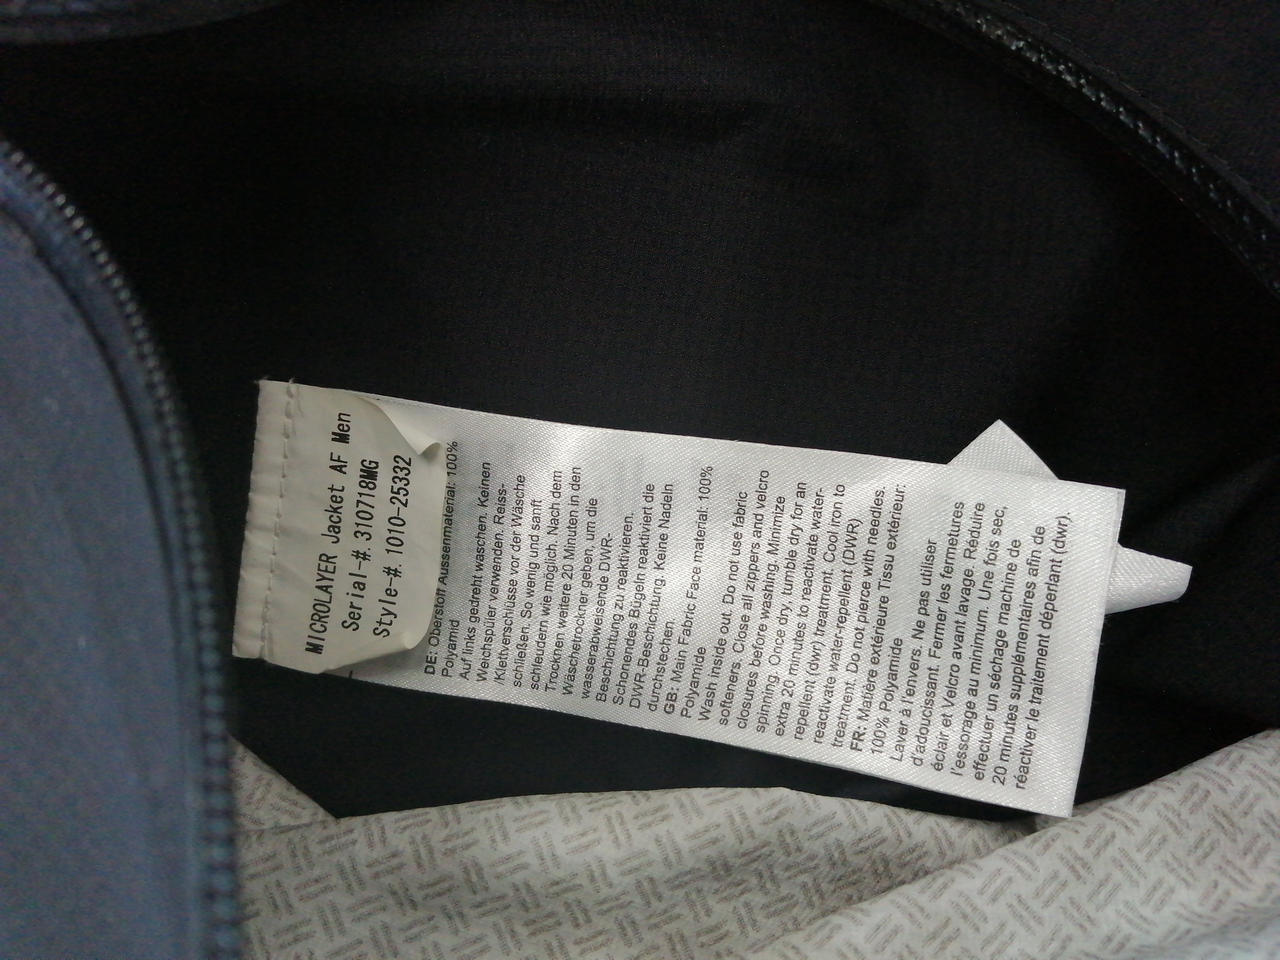 MICROLAYER Jacket AF Men
Serial-#. 310718MG
Style-#. 1010-25332
DE: Oberstoff Aussenmaterial: 100%
Polyamid
Auf links gedreht waschen. Keinen
Weichspüler verwenden. Reiss-
/Klettverschlüsse vor der Wäsche
schließen. So wenig und sanft
schleudern wie möglich. Nach dem
Trocknen weitere 20 Minuten in den
Wäschetrockner geben, um die
wasserabweisende DWR-
Beschichtung zu reaktivieren.
Schonendes Bügeln reaktiviert die
DWR-Beschichtung. Keine Nadeln
durchstechen.
GB: Main Fabric Face material: 100%
Polyamide
Wash inside out. Do not use fabric
softeners. Close all zippers and velcro
closures before washing. Minimize
spinning. Once dry, tumble dry for an
extra 20 minutes to reactivate water-
repellent (dwr) treatment. Cool iron to
reactivate water-repellent (DWR)
treatment. Do not pierce with needles.
FR: Matière extérieure Tissu extérieur:
100% Polyamide
Laver à l'envers. Ne pas utiliser
d'adoucissant. Fermer les fermetures
éclair et Velcro avant lavage. Réduire
l'essorage au minimum. Une fois sec,
effectuer un séchage machine de
20 minutes supplémentaires afin de
réactiver le traitement déperlant (dwr).